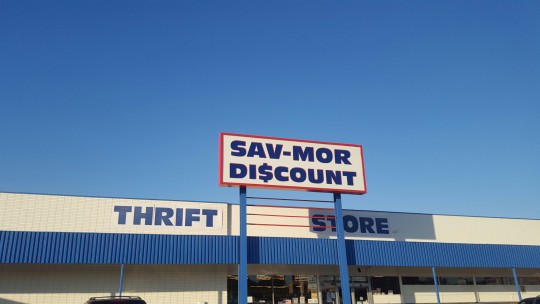 SAV-MOR
DI$COUNT
THRIFT STORE